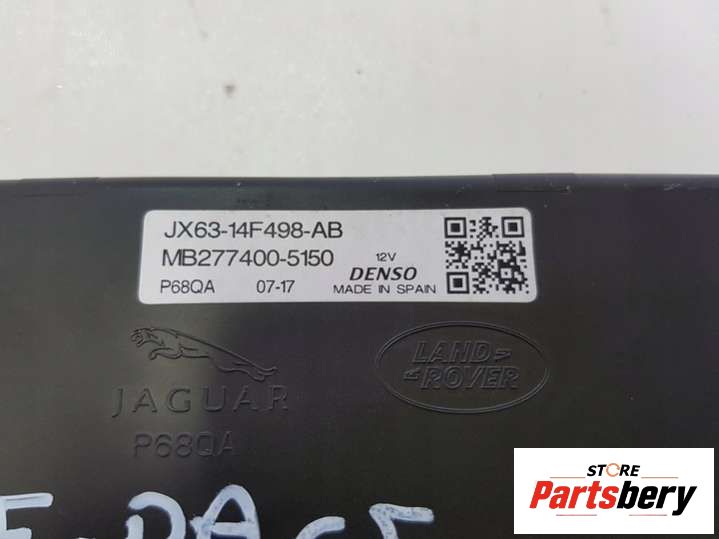 JX63-14F498-AB
MB277400-5150
12V
DENSO
P68QA 07-17 MADE IN SPAIN
JAGUAR
LAND
ROVER
P68QA
STORE
Partsbery